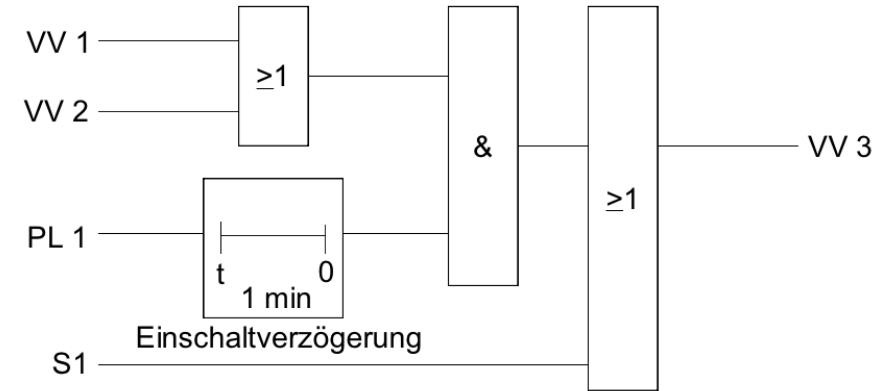 VV 1
VV 2
≥1
&
VV 3
≥1
PL 1
t 0
1 min
Einschaltverzögerung
S1